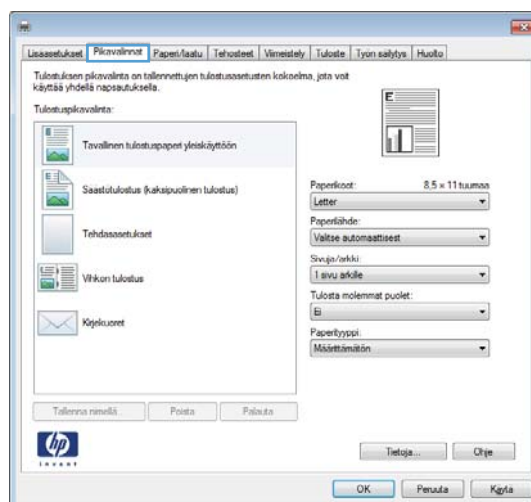 Lisäasetukset Pikavalinnat Paperi/laatu Tehosteet Viimeistely Tuloste Työn säilytys Huolto
Tulostuksen pikavalinta on tallennettujen tulostusasetusten kokoelma, jota voit
käyttää yhdellä napsautuksella.
Tulostuspikavalinta:
Tavallinen tulostuspaperi yleiskäyttöön
Säästötulostus (kaksipuolinen tulostus)
Tehdasasetukset
Vihkon tulostus
Kirjekuoret
Tallenna nimellä... Poista Palauta
E
Paperikoot: 8,5 × 11 tuumaa
Letter
Paperilähde:
Valitse automaattisest
Sivuja/arkki:
1 sivu arkille
Tulosta molemmat puolet:
Ei
Paperityyppi:
Määrittämätön
hp
invent
Tietoja... Ohje
OK Peruuta Käytä